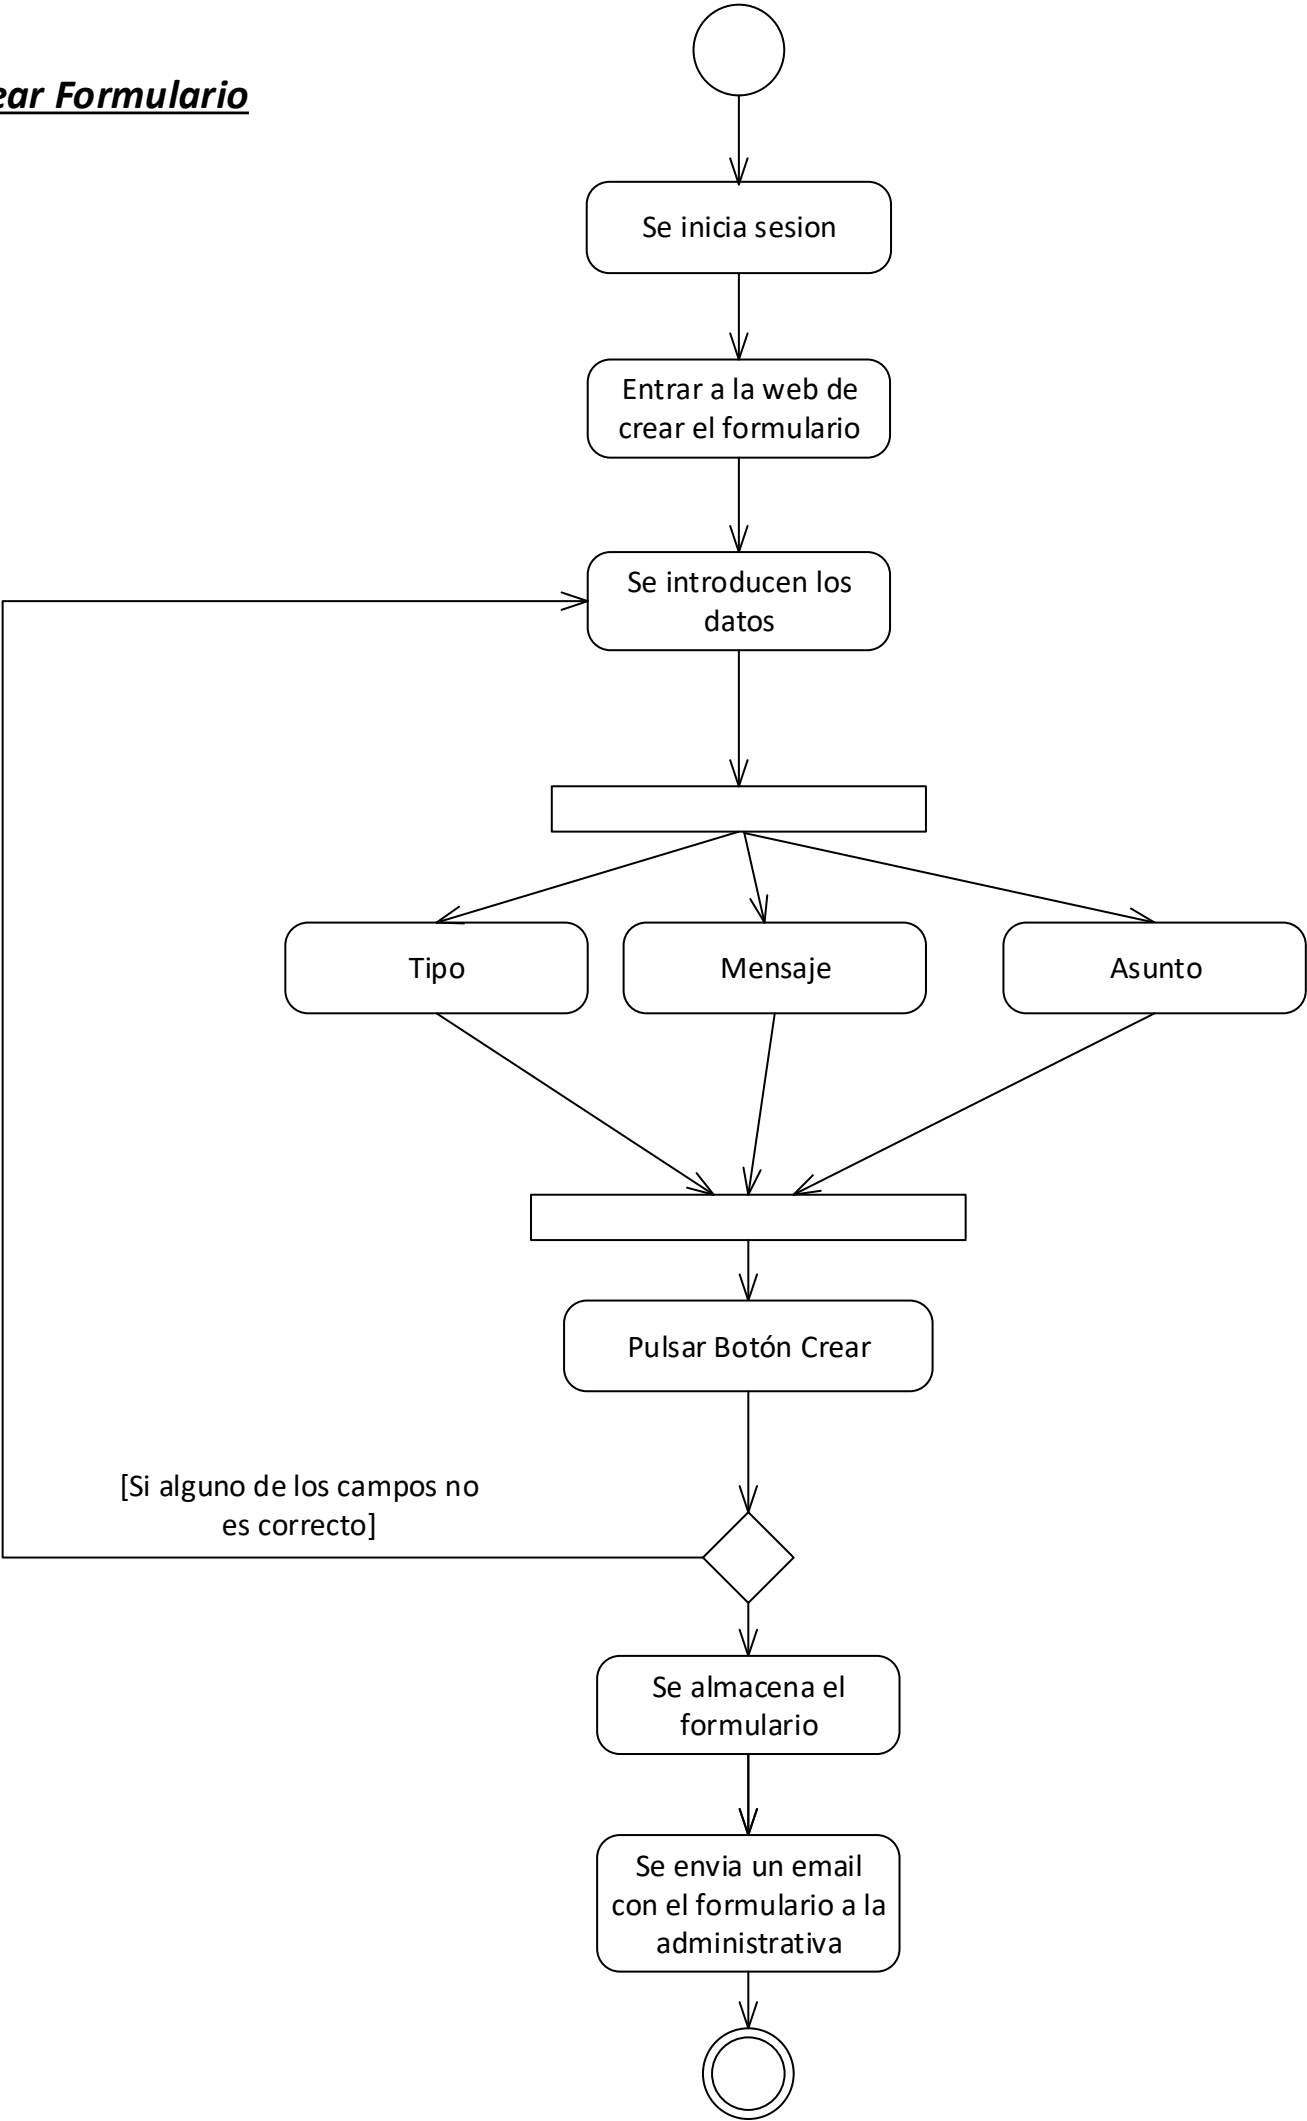 ear Formulario
Se inicia sesion
Entrar a la web de
crear el formulario
Se introducen los
datos
Tipo
Mensaje
Asunto
Pulsar Botón Crear
[Si alguno de los campos no
es correcto]
Se almacena el
formulario
Se envia un email
con el formulario a la
administrativa